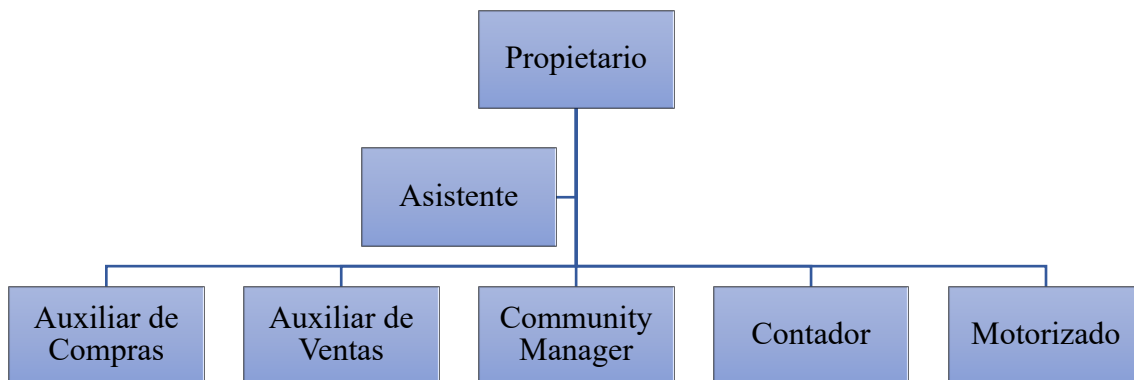 Propietario
Asistente
Auxiliar de
Compras
Auxiliar de
Ventas
Community
Manager
Contador
Motorizado